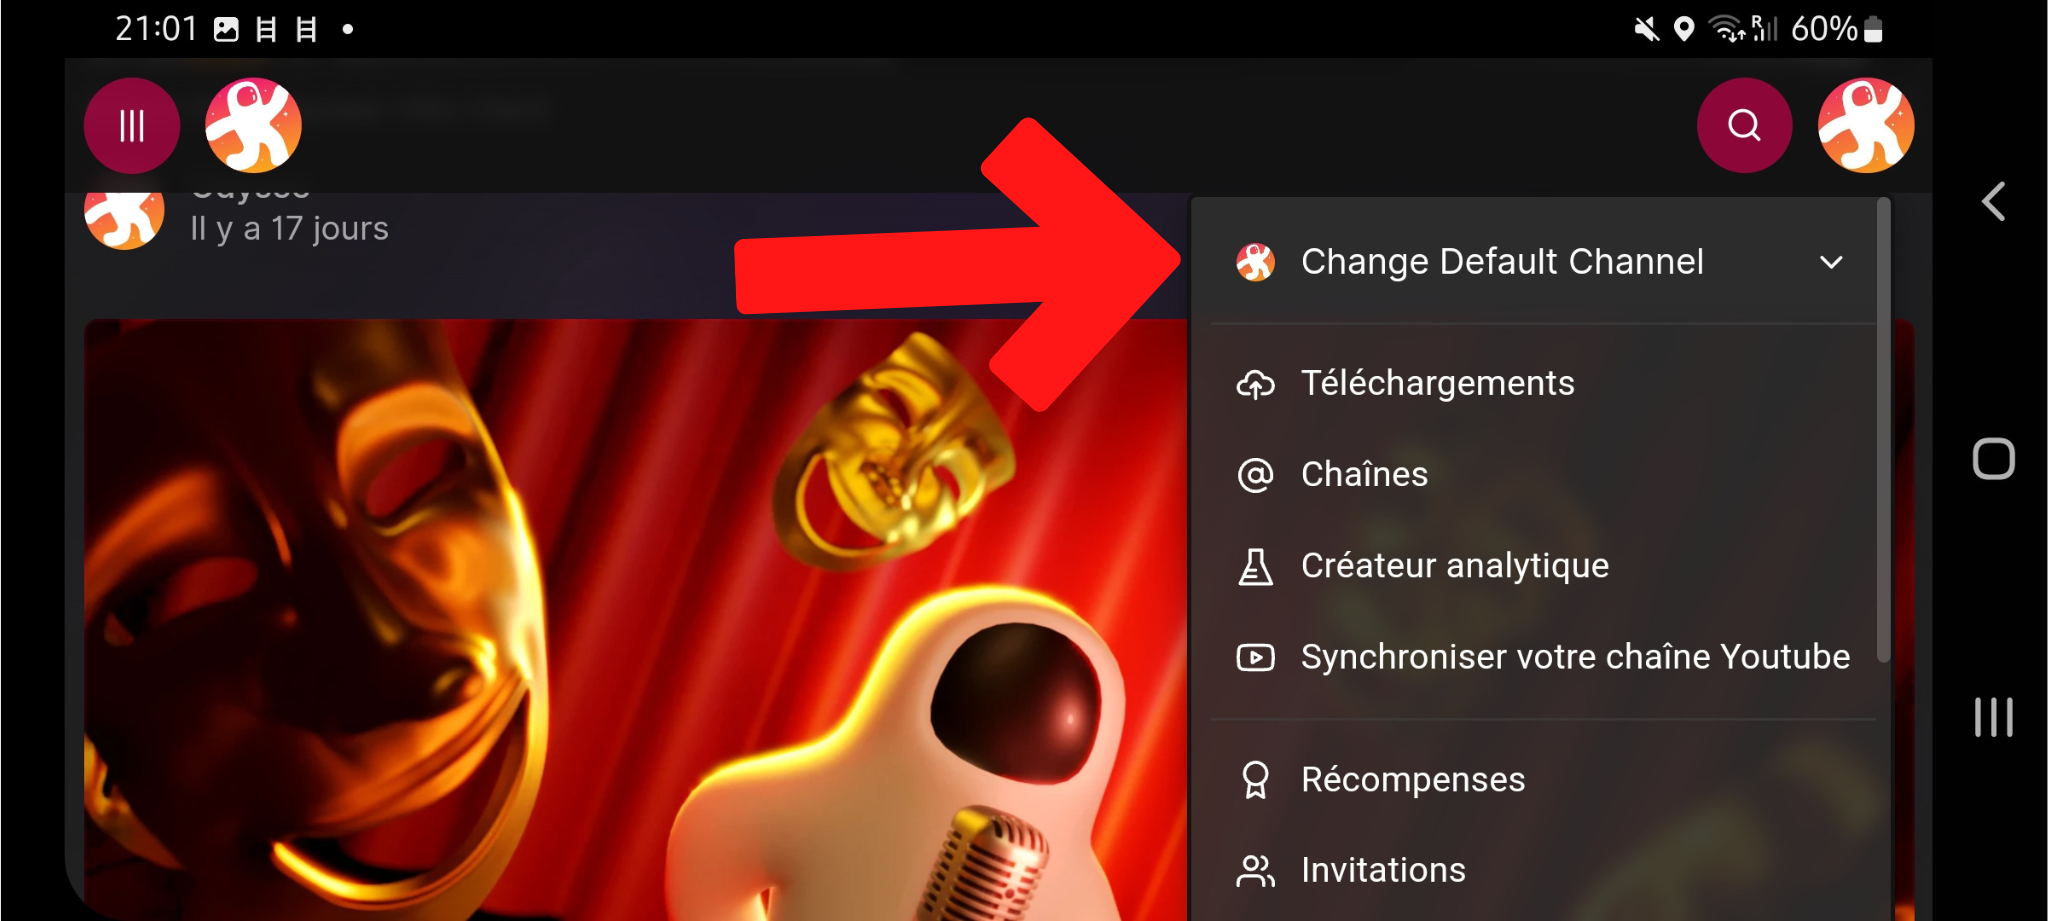 21:01
R
60%
Odysee
Il y a 17 jours
Change Default Channel
Téléchargements
Chaînes
Créateur analytique
Synchroniser votre chaîne Youtube
Récompenses
Invitations